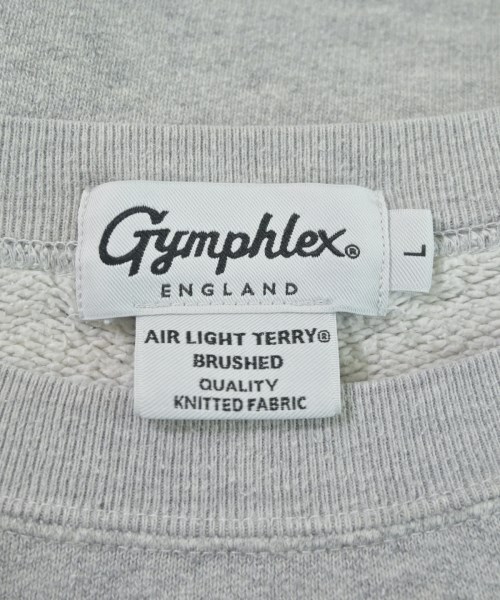 Gymphlex®
ENGLAND
L
AIR LIGHT TERRY®
BRUSHED
QUALITY
KNITTED FABRIC